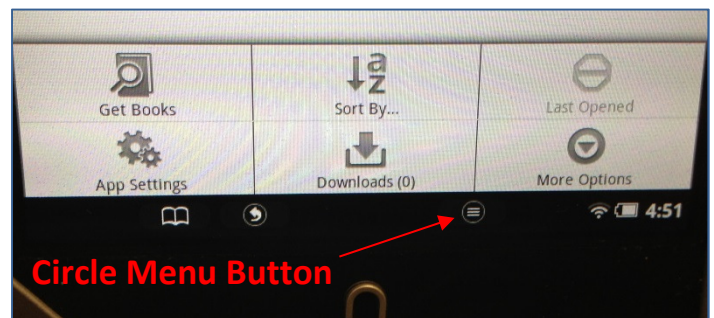 Get Books
Sort By...
Last Opened
App Settings
Downloads (0)
More Options
4:51
Circle Menu Button